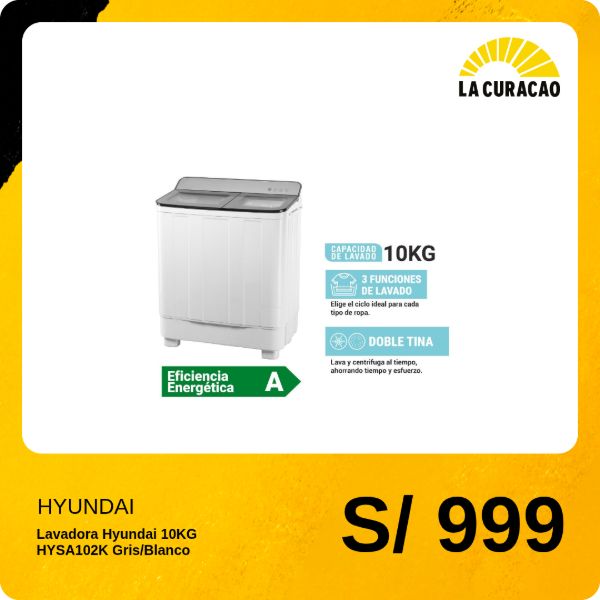 LA CURACAO
CAPACIDAD
DE LAVADO 10KG
3 FUNCIONES
DE LAVADO
Elige el ciclo ideal para cada
tipo de ropa.
DOBLE TINA
Lava y centrifuga al tiempo,
ahorrando tiempo y esfuerzo.
Eficiencia
Energética A
HYUNDAI
Lavadora Hyundai 10KG
HYSA102K Gris/Blanco
S/ 999